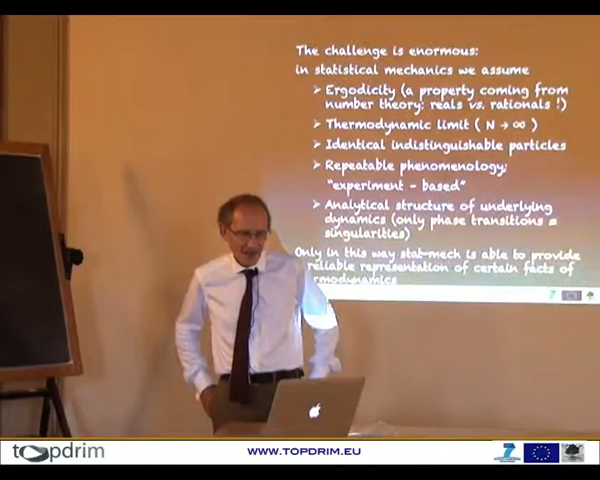 The challenge is enormous:
in statistical mechanics we assume
➢ Ergodicity (a property coming from
number theory: reals vs. rationals !)
➢ Thermodynamic limit ( N → ∞ )
➢ Identical indistinguishable particles
➢ Repeatable phenomenology;
"experiment – based"
➢ Analytical structure of underlying
dynamics (only phase transitions =
singularities)
Only in this way stat-mech is able to provide
reliable representation of certain facts of
topdrim
WWW.TOPDRIM.EU